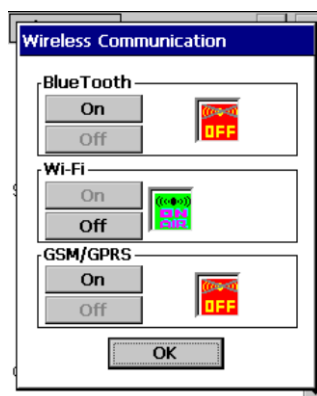 Wireless Communication
BlueTooth
On
OFF
Off
Wi-Fi
On
ON
AIR
Off
GSM/GPRS
On
OFF
Off
OK